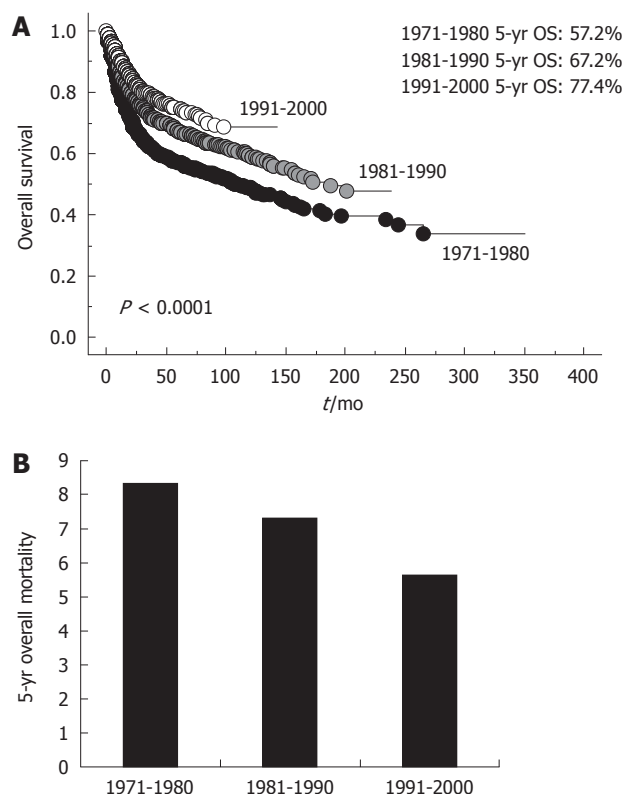 A
1971-1980 5-yr OS: 57.2%
1981-1990 5-yr OS: 67.2%
1991-2000 5-yr OS: 77.4%
Overall survival
1.0
0.8
0.6
0.4
0.2
0.0
1991-2000
1981-1990
1971-1980
P < 0.0001
0 50 100 150 200 250 300 350 400
t/mo
B
5-yr overall mortality
9
8
7
6
5
4
3
2
1
0
1971-1980 1981-1990 1991-2000